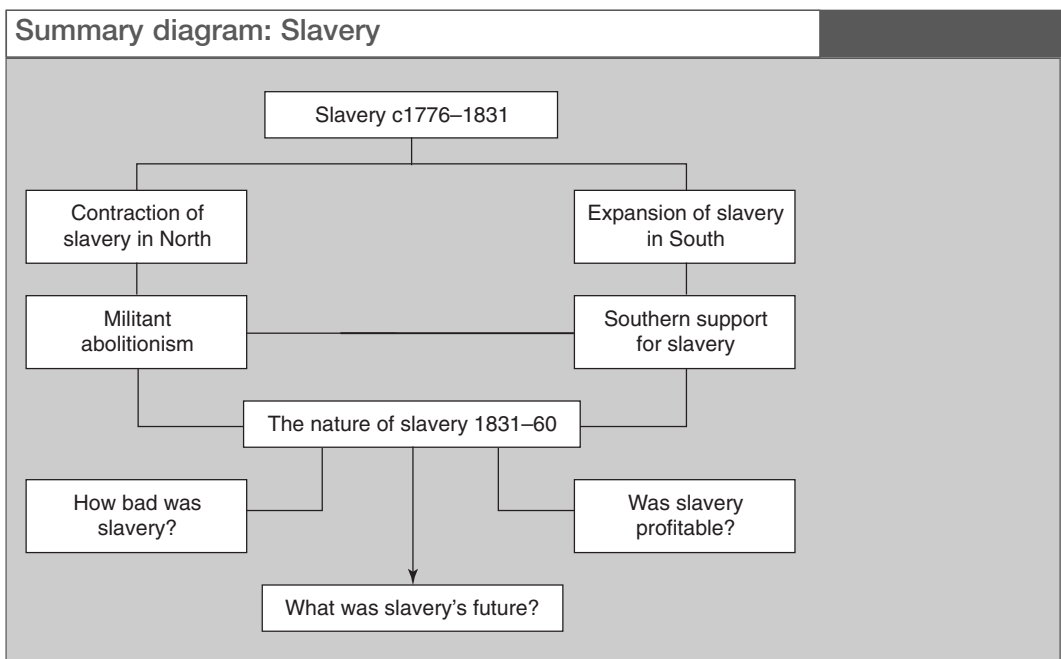 Summary diagram: Slavery
Slavery c1776–1831
Contraction of
slavery in North
Expansion of slavery
in South
Militant
abolitionism
Southern support
for slavery
The nature of slavery 1831–60
How bad was
slavery?
Was slavery
profitable?
What was slavery’s future?